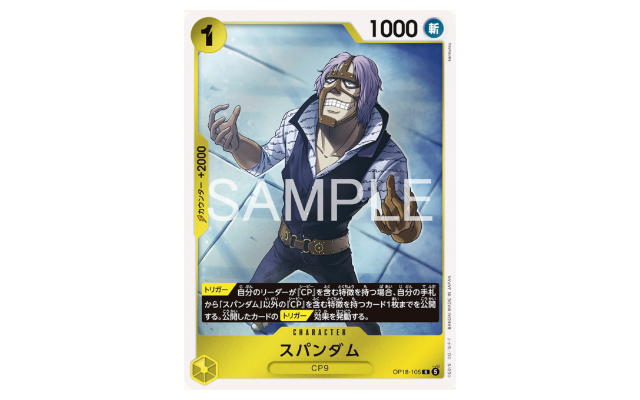 1
1000
斬
カウンター +2000
SAMPLE
トリガー 自分のリーダーが「CP」を含む特徴を持つ場合、自分の手札
から「スパンダム」以外の『CP』を含む特徴を持つカード1枚までを公開
する。公開したカードの トリガー 効果を発動する。
CHARACTER
スパンダム
CP9
OP18-105 R 5